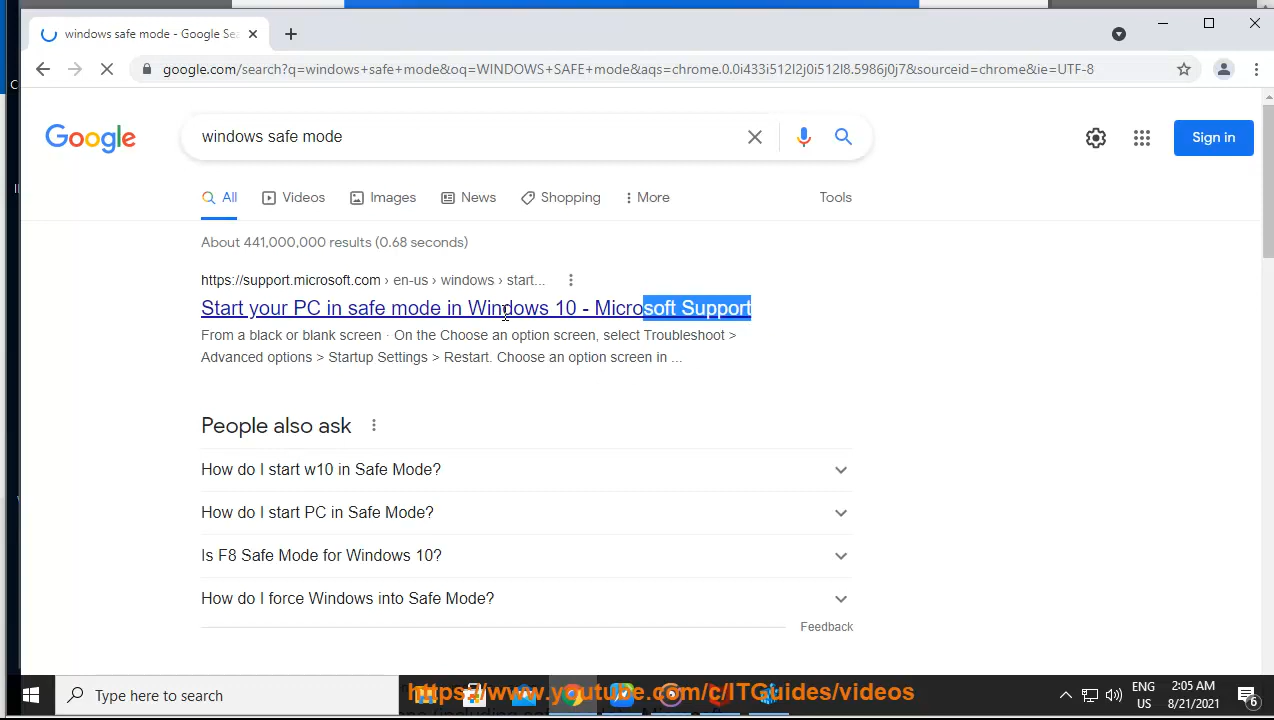 windows safe mode - Google Sea
google.com/search?q=windows+safe+mode&oq=WINDOWS+SAFE+mode&aqs=chrome.0.0i433i512l2j0i512l8.5986j0j7&sourceid=chrome&ie=UTF-8
Google
windows safe mode
Sign in
All Videos Images News Shopping More Tools
About 441,000,000 results (0.68 seconds)
https://support.microsoft.com › en-us › windows › start...
Start your PC in safe mode in Windows 10 - Microsoft Support
From a black or blank screen · On the Choose an option screen, select Troubleshoot >
Advanced options > Startup Settings > Restart. Choose an option screen in ...
People also ask
How do I start w10 in Safe Mode?
How do I start PC in Safe Mode?
Is F8 Safe Mode for Windows 10?
How do I force Windows into Safe Mode?
Feedback
Type here to search
https://www.youtube.com/c/ITGuides/videos
ENG
US
2:05 AM
8/21/2021
6